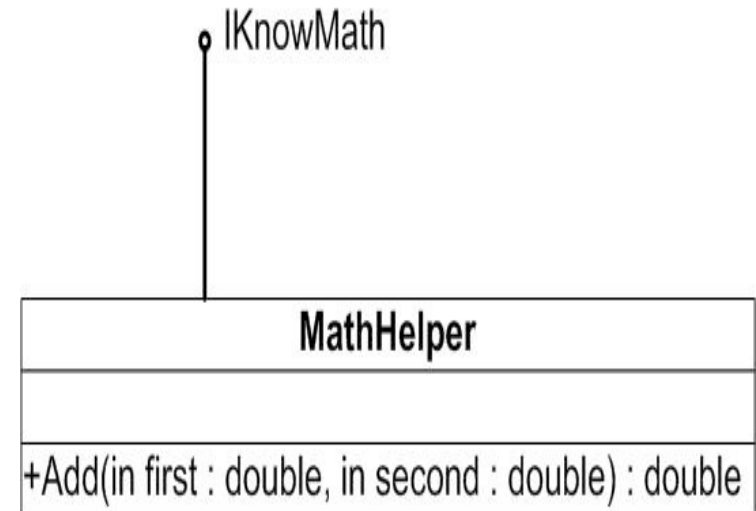 IKnowMath
MathHelper
+Add(in first : double, in second : double) : double